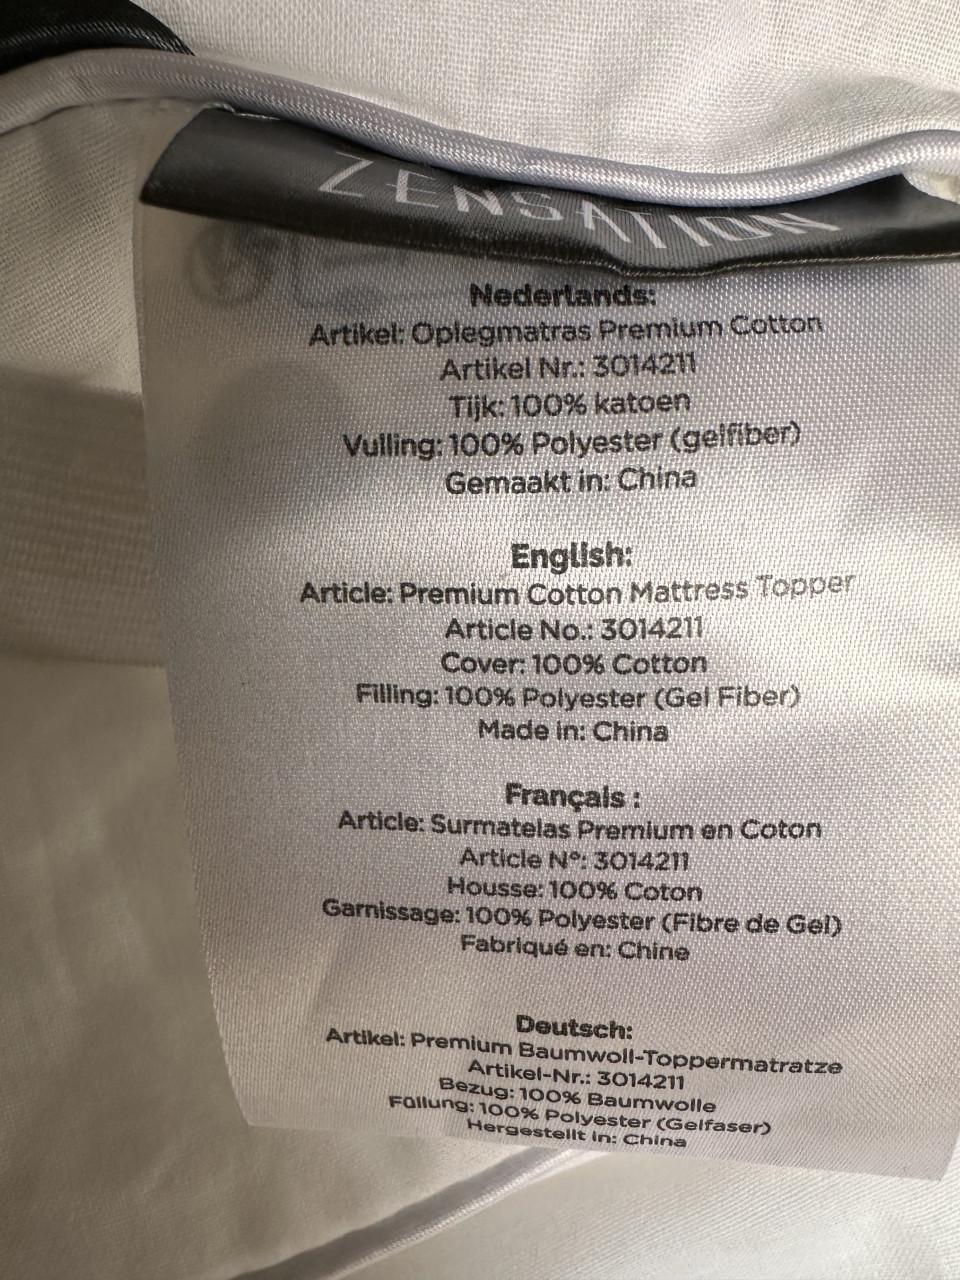 ZENSATION
Nederlands:
Artikel: Oplegmatras Premium Cotton
Artikel Nr.: 3014211
Tijk: 100% katoen
Vulling: 100% Polyester (gelfiber)
Gemaakt in: China
English:
Article: Premium Cotton Mattress Topper
Article No.: 3014211
Cover: 100% Cotton
Filling: 100% Polyester (Gel Fiber)
Made in: China
Français :
Article: Surmatelas Premium en Coton
Article N°: 3014211
Housse: 100% Coton
Garnissage: 100% Polyester (Fibre de Gel)
Fabriqué en: Chine
Deutsch:
Artikel: Premium Baumwoll-Toppermatratze
Artikel-Nr.: 3014211
Bezug: 100% Baumwolle
Füllung: 100% Polyester (Gelfaser)
Hergestellt in: China